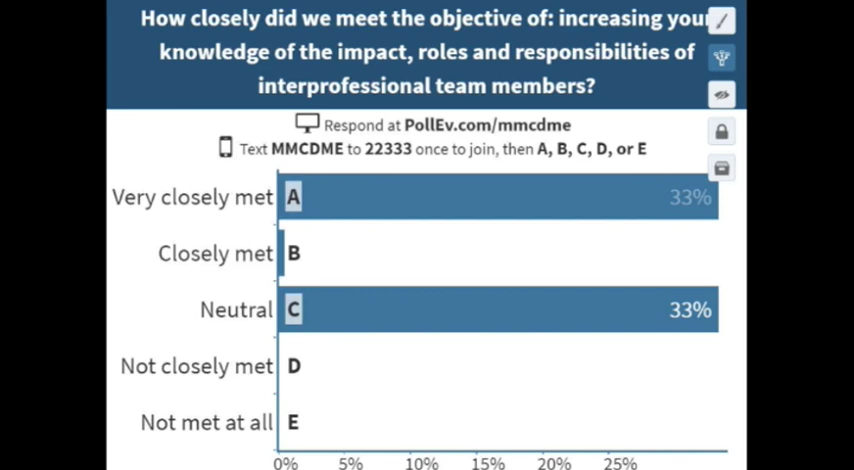 How closely did we meet the objective of: increasing your
knowledge of the impact, roles and responsibilities of
interprofessional team members?
Respond at PollEv.com/mmcdme
Text MMCDME to 22333 once to join, then A, B, C, D, or E
Very closely met A 33%
Closely met B
Neutral C 33%
Not closely met D
Not met at all E
0% 5% 10% 15% 20% 25%